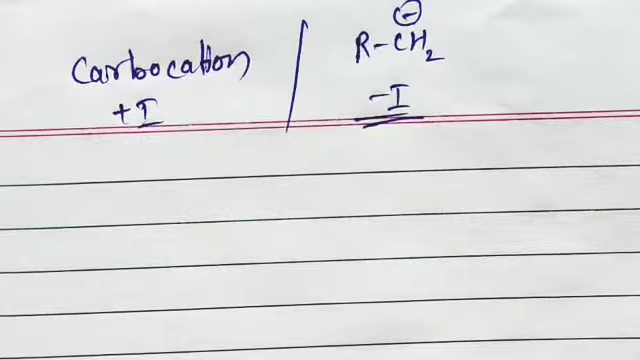 Carbocation / R-CH₂⊖
+I -I